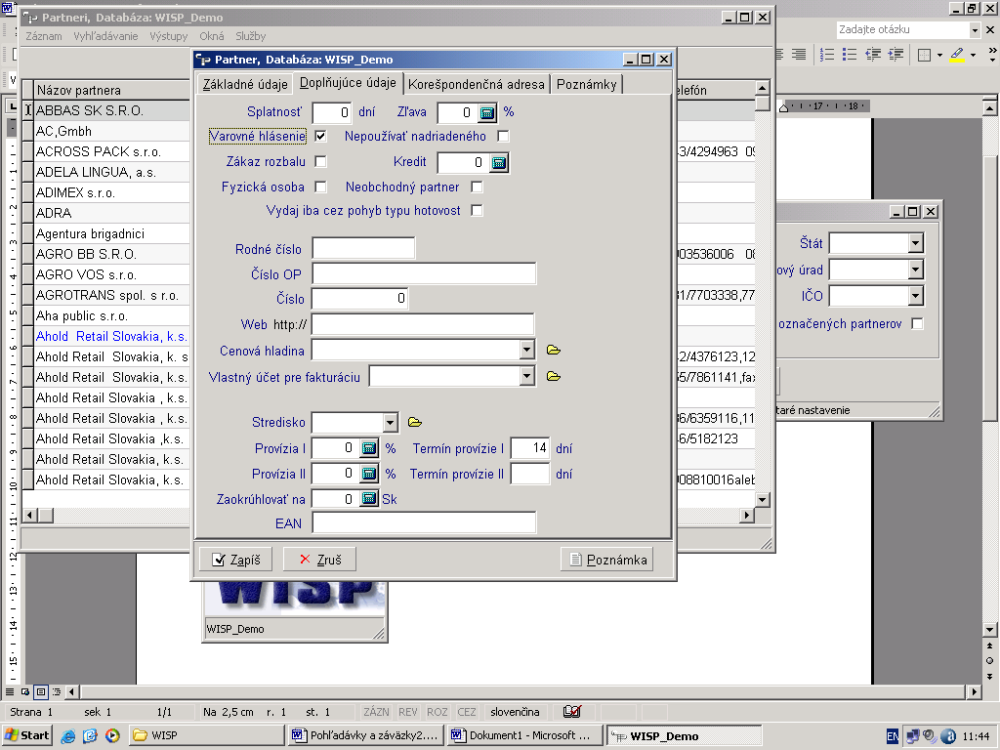 Partneri, Databáza: WISP_Demo
Záznam Vyhľadávanie Výstupy Okná Služby
Zadajte otázku
Partner, Databáza: WISP_Demo
Základné údaje Doplňujúce údaje Korešpondenčná adresa Poznámky
Názov partnera
elefón
ABBAS SK S.R.O.
AC,Gmbh
ACROSS PACK s.r.o.
ADELA LINGUA, a.s.
ADIMEX s.r.o.
ADRA
Agentura brigadnici
AGRO BB S.R.O.
AGRO VOS s.r.o.
AGROTRANS spol. s r.o.
Aha public s.r.o.
Ahold Retail Slovakia, k.s.
Ahold Retail Slovakia, k. s
Ahold Retail Slovakia , k.s.
Ahold Retail Slovakia , k.s.
Ahold Retail Slovakia ,k.s.
Ahold Retail Slovakia, k.s.
Ahold Retail Slovakia, k.s.
Splatnosť 0 dní Zľava 0 %
Varovné hlásenie Nepoužívať nadriadeného
Zákaz rozbalu Kredit 0
Fyzická osoba Neobchodný partner
Vydaj iba cez pohyb typu hotovost
Rodné číslo
Číslo OP
Číslo 0
Web http://
Cenová hladina
Vlastný účet pre fakturáciu
Stredisko
Provízia I 0 % Termín provízie I 14 dní
Provízia II 0 % Termín provízie II dní
Zaokrúhlovať na 0 Sk
EAN
Zapíš Zruš Poznámka
3/4294963 09
003536006 08
31/7703338,77
2/4376123,12
55/7861141,fax
36/6359116,11
6/5182123
008810016aleb
17 18
Štát
ový úrad
IČO
označených partnerov
taré nastavenie
WISP
WISP_Demo
10 11 12 13 14 15
Strana 1 sek 1 1/1 Na 2,5 cm r. 1 st. 1 ZÁZN REV ROZ CEZ slovenčina
Start WISP Pohľadávky a záväzky2.... Dokument1 - Microsoft ... WISP_Demo EN 11:44